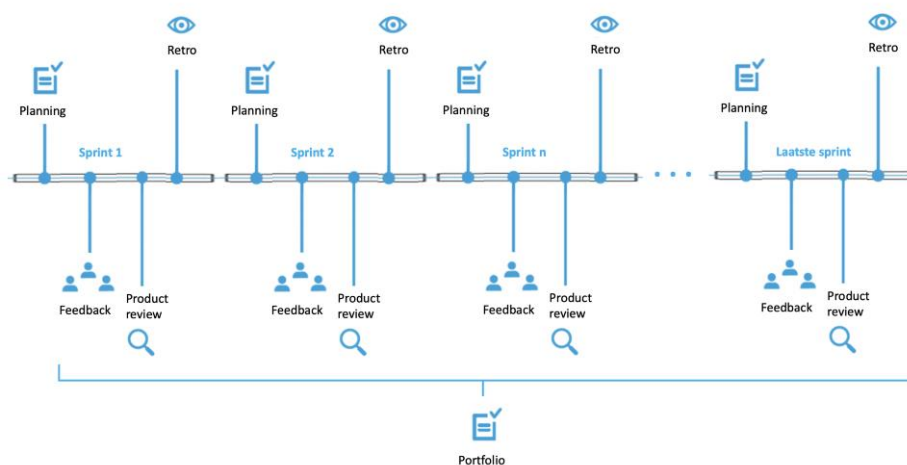 Retro
Retro
Retro
Retro
Planning
Planning
Planning
Planning
Sprint 1
Sprint 2
Sprint n
Laatste sprint
Feedback
Product
review
Feedback
Product
review
Feedback
Product
review
Feedback
Product
review
Portfolio